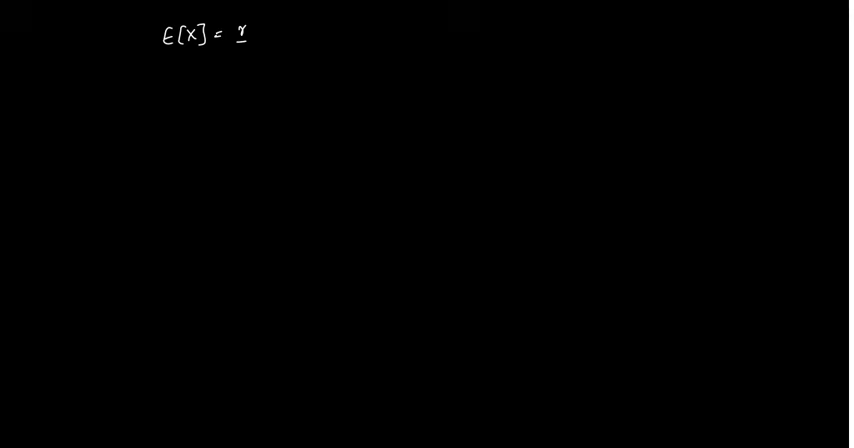 E[X] = r